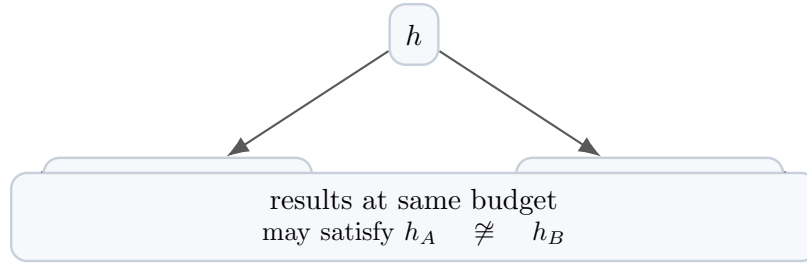 h
results at same budget
may satisfy h_A ≇ h_B